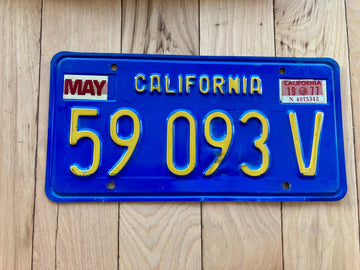 MAY CALIFORNIA
CALIFORNIA
19 77
N 4075342
59 093 V